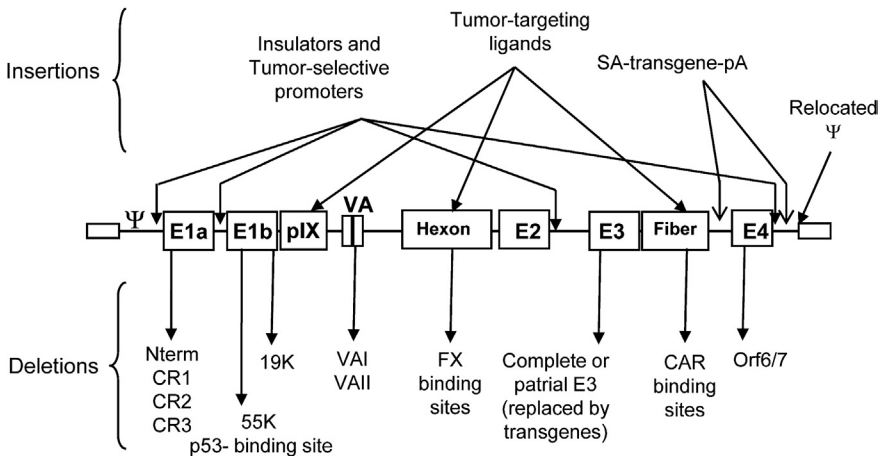 Insertions
Insulators and
Tumor-selective
promoters
Tumor-targeting
ligands
SA-transgene-pA
Relocated
Ψ
Ψ
E1a
E1b
pIX
VA
Hexon
E2
E3
Fiber
E4
Deletions
Nterm
CR1
CR2
CR3
55K
p53- binding site
19K
VAI
VAII
FX
binding
sites
Complete or
patrial E3
(replaced by
transgenes)
CAR
binding
sites
Orf6/7